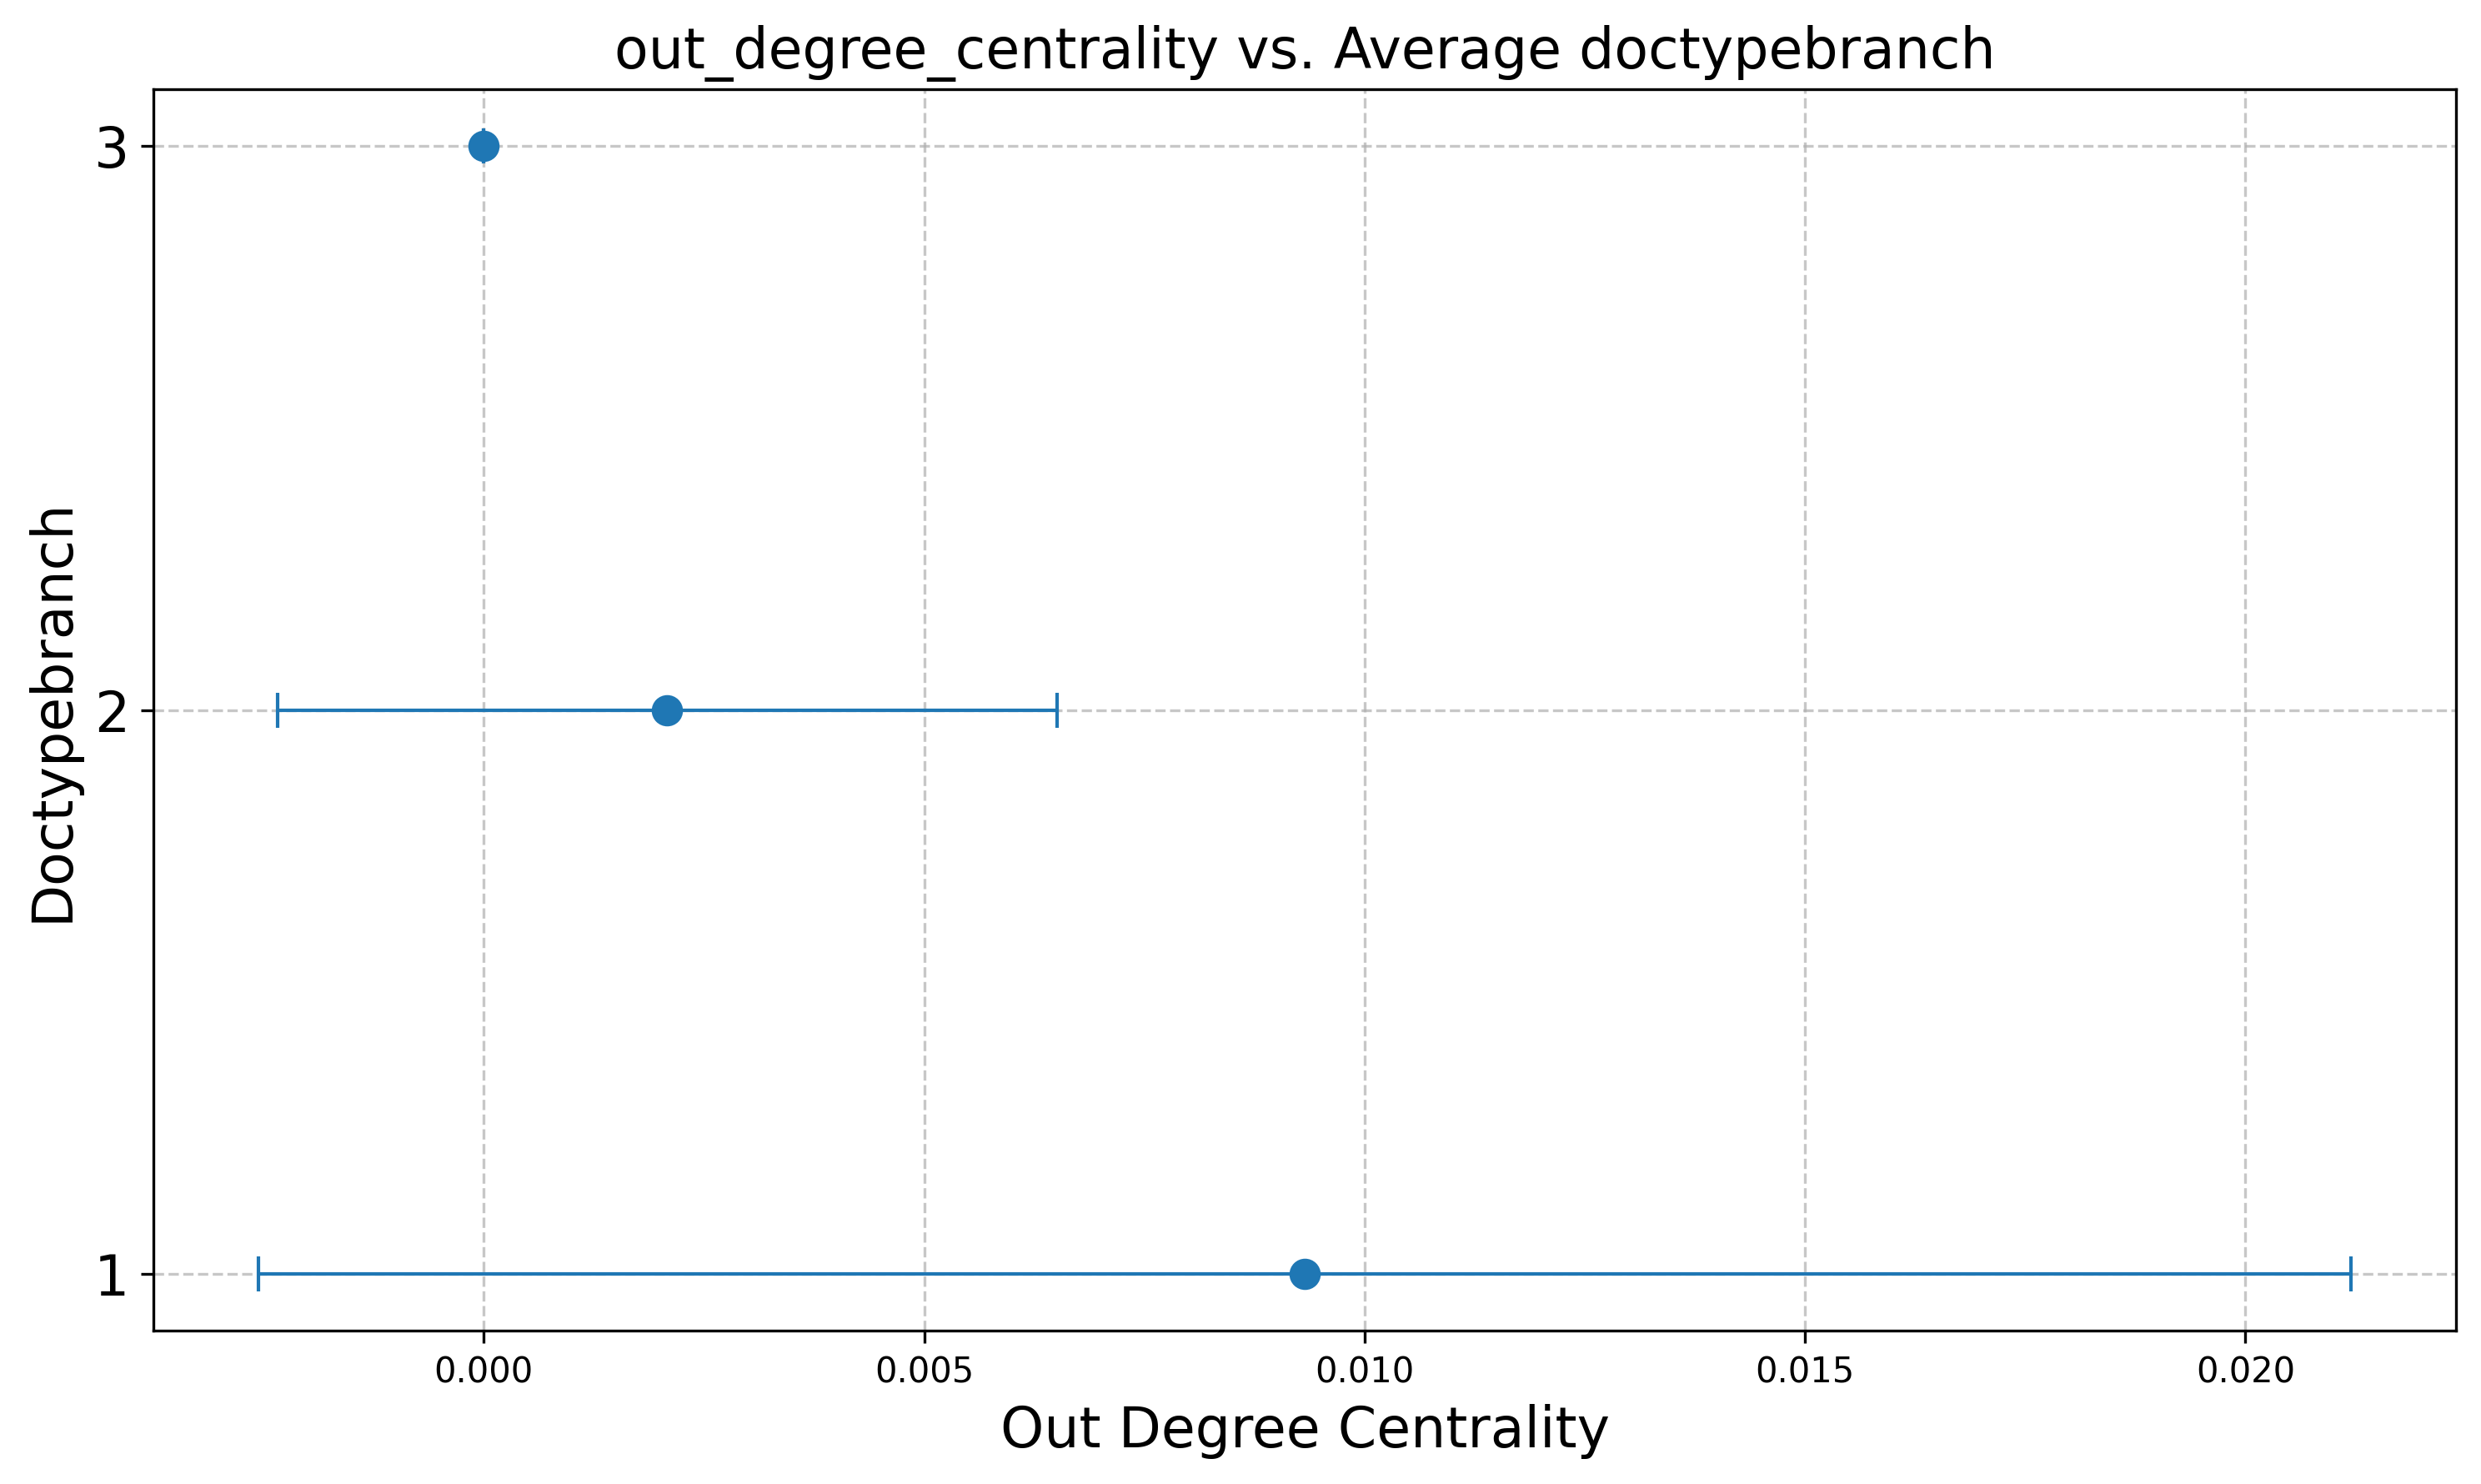 out_degree_centrality vs. Average doctypebranch
Doctypebranch
3
2
1
0.000 0.005 0.010 0.015 0.020
Out Degree Centrality